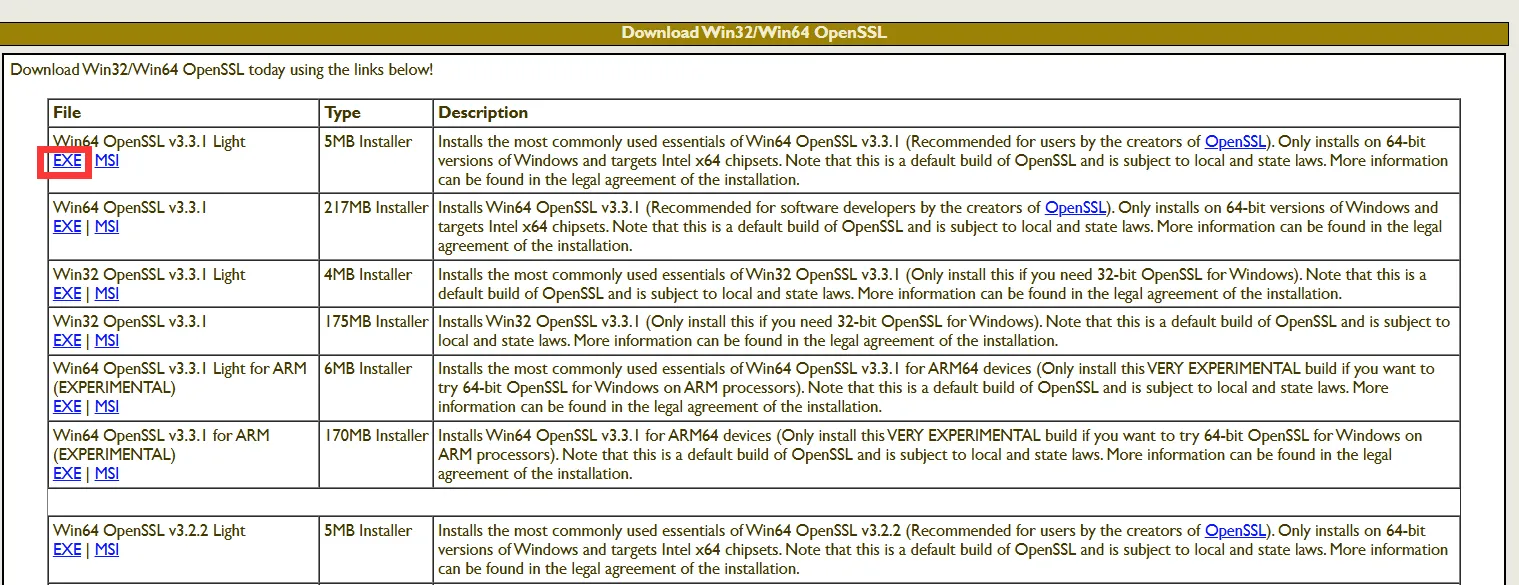 Download Win32/Win64 OpenSSL
Download Win32/Win64 OpenSSL today using the links below!
File Type Description
Win64 OpenSSL v3.3.1 Light 5MB Installer Installs the most commonly used essentials of Win64 OpenSSL v3.3.1 (Recommended for users by the creators of OpenSSL). Only installs on 64-bit
EXE MSI versions of Windows and targets Intel x64 chipsets. Note that this is a default build of OpenSSL and is subject to local and state laws. More information
can be found in the legal agreement of the installation.
Win64 OpenSSL v3.3.1 217MB Installer Installs Win64 OpenSSL v3.3.1 (Recommended for software developers by the creators of OpenSSL). Only installs on 64-bit versions of Windows and
EXE | MSI targets Intel x64 chipsets. Note that this is a default build of OpenSSL and is subject to local and state laws. More information can be found in the legal
agreement of the installation.
Win32 OpenSSL v3.3.1 Light 4MB Installer Installs the most commonly used essentials of Win32 OpenSSL v3.3.1 (Only install this if you need 32-bit OpenSSL for Windows). Note that this is a
EXE | MSI default build of OpenSSL and is subject to local and state laws. More information can be found in the legal agreement of the installation.
Win32 OpenSSL v3.3.1 175MB Installer Installs Win32 OpenSSL v3.3.1 (Only install this if you need 32-bit OpenSSL for Windows). Note that this is a default build of OpenSSL and is subject to
EXE | MSI local and state laws. More information can be found in the legal agreement of the installation.
Win64 OpenSSL v3.3.1 Light for ARM 6MB Installer Installs the most commonly used essentials of Win64 OpenSSL v3.3.1 for ARM64 devices (Only install this VERY EXPERIMENTAL build if you want to
(EXPERIMENTAL) try 64-bit OpenSSL for Windows on ARM processors). Note that this is a default build of OpenSSL and is subject to local and state laws. More
EXE | MSI information can be found in the legal agreement of the installation.
Win64 OpenSSL v3.3.1 for ARM 170MB Installer Installs Win64 OpenSSL v3.3.1 for ARM64 devices (Only install this VERY EXPERIMENTAL build if you want to try 64-bit OpenSSL for Windows on
(EXPERIMENTAL) ARM processors). Note that this is a default build of OpenSSL and is subject to local and state laws. More information can be found in the legal
EXE | MSI agreement of the installation.
Win64 OpenSSL v3.2.2 Light 5MB Installer Installs the most commonly used essentials of Win64 OpenSSL v3.2.2 (Recommended for users by the creators of OpenSSL). Only installs on 64-bit
EXE | MSI versions of Windows and targets Intel x64 chipsets. Note that this is a default build of OpenSSL and is subject to local and state laws. More information
can be found in the legal agreement of the installation.